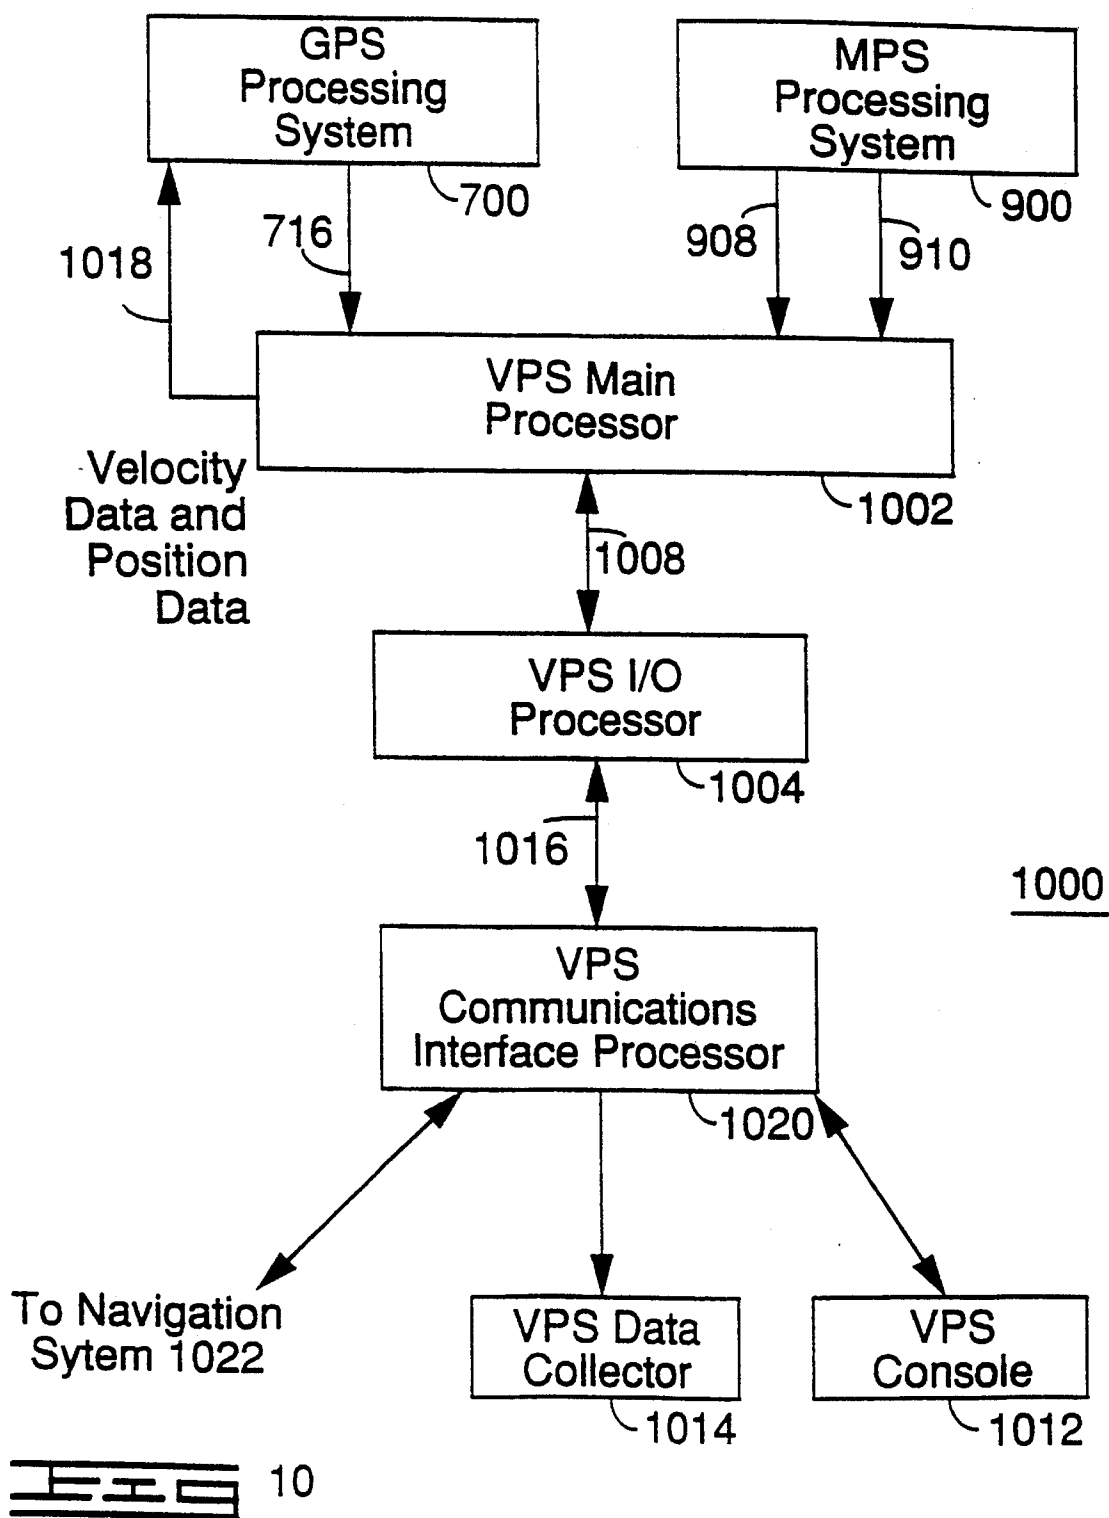 GPS
Processing
System
700
MPS
Processing
System
900
716
1018
908
910
VPS Main
Processor
1002
Velocity
Data and
Position
Data
1008
VPS I/O
Processor
1004
1016
1000
VPS
Communications
Interface Processor
1020
To Navigation
Sytem 1022
VPS Data
Collector
1014
VPS
Console
1012
FIG 10